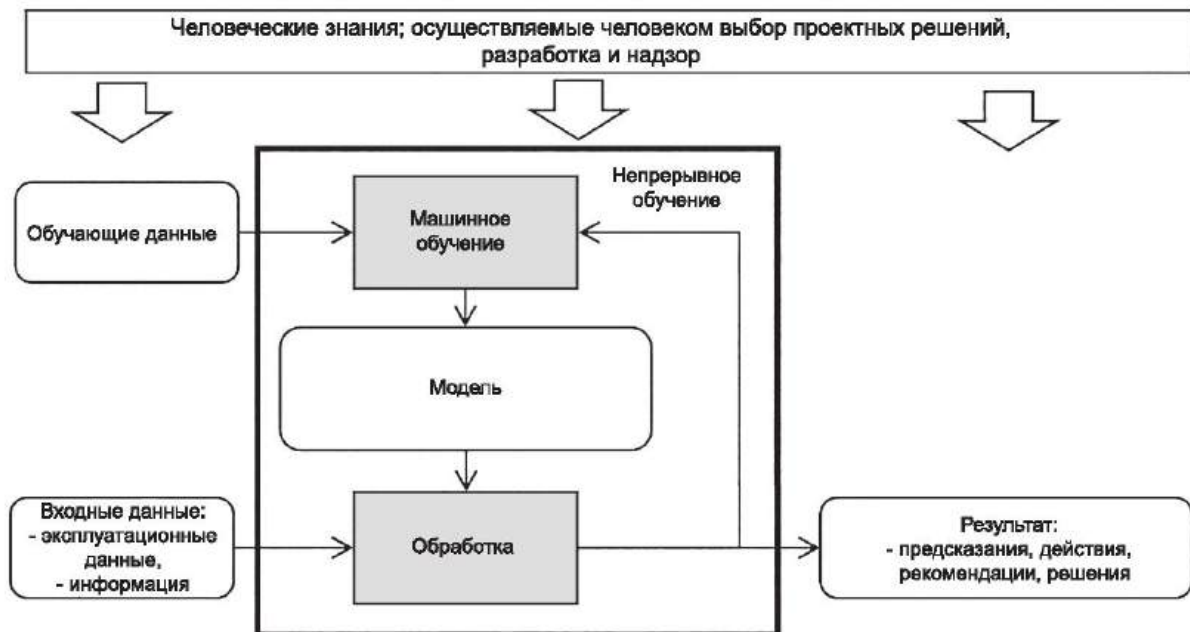 Человеческие знания; осуществляемые человеком выбор проектных решений,
разработка и надзор
Непрерывное
обучение
Обучающие данные
Машинное
обучение
Модель
Входные данные:
- эксплуатационные
данные,
- информация
Обработка
Результат:
- предсказания, действия,
рекомендации, решения